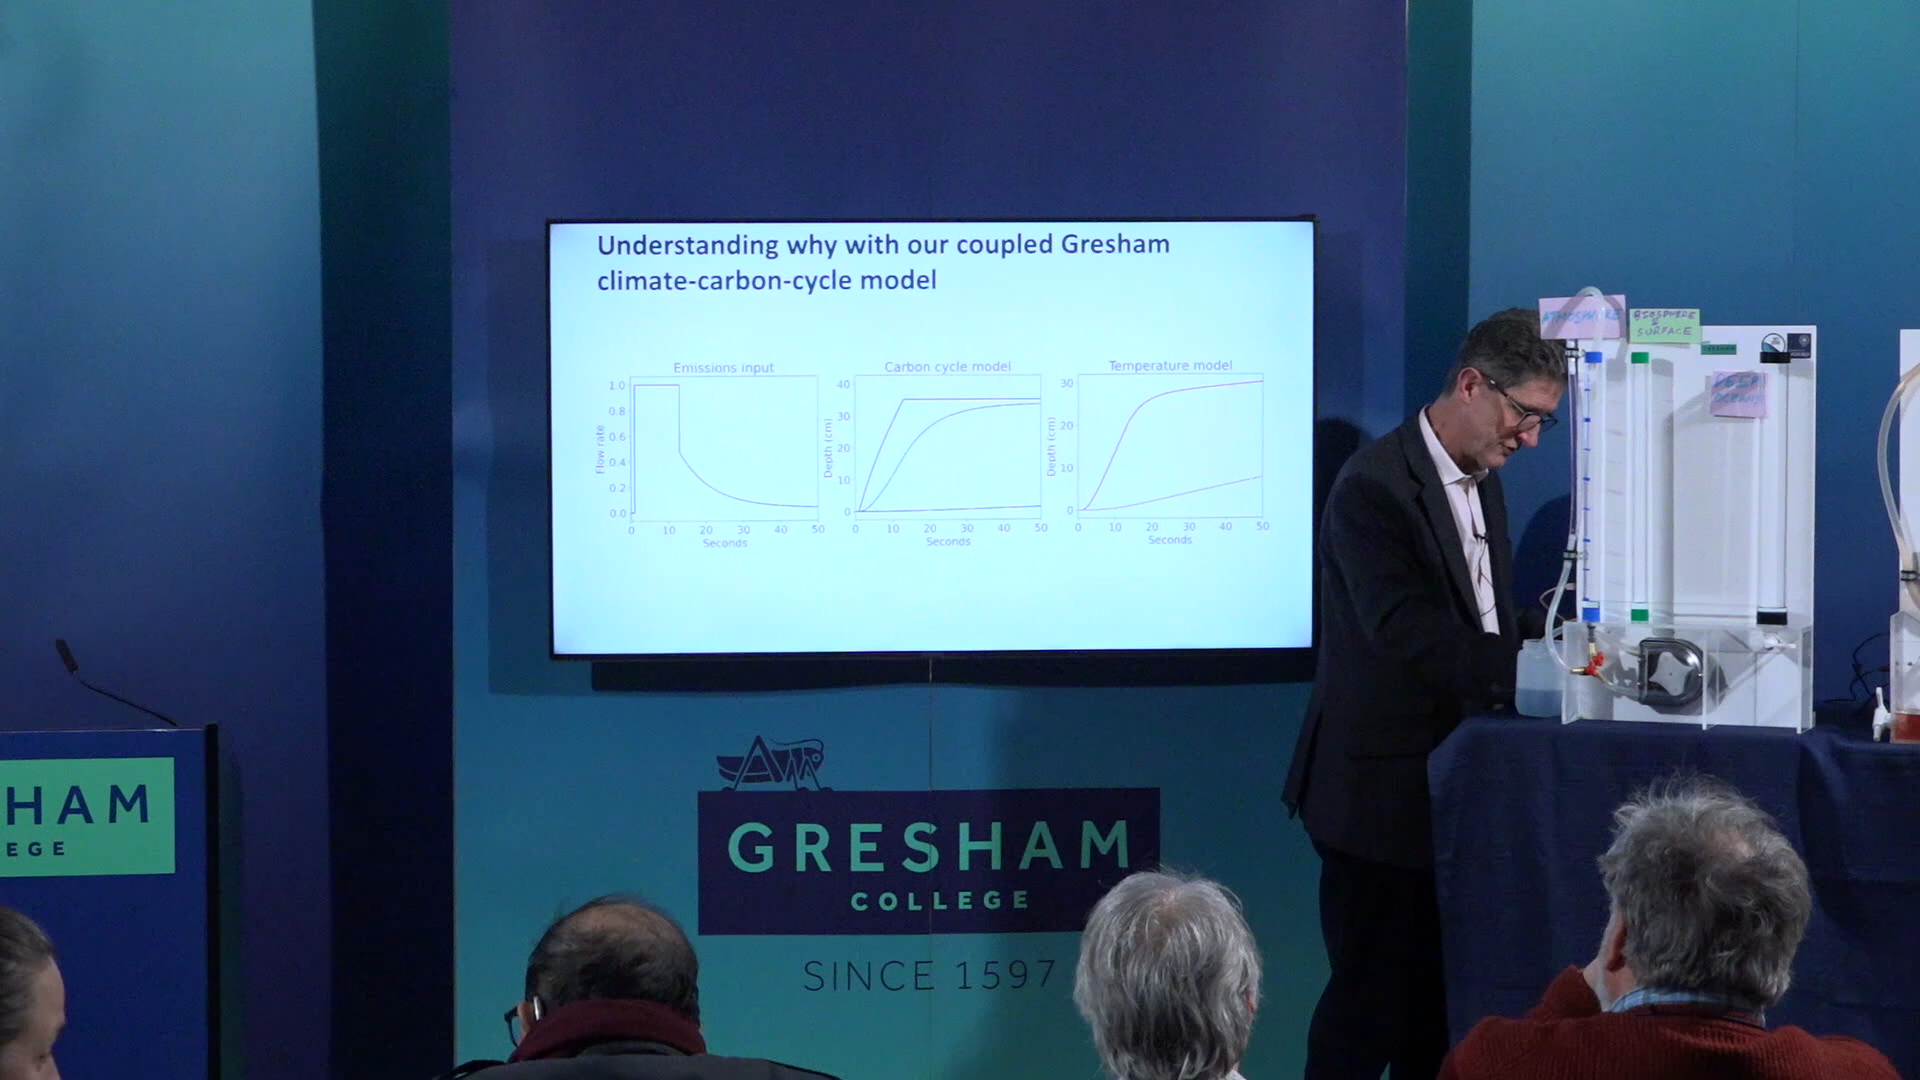 Understanding why with our coupled Gresham
climate-carbon-cycle model
Emissions input
Flow rate
1.0
0.8
0.6
0.4
0.2
0.0
0 10 20 30 40 50
Seconds
Carbon cycle model
Depth (cm)
40
30
20
10
0
0 10 20 30 40 50
Seconds
Temperature model
Depth (cm)
30
20
10
0
0 10 20 30 40 50
Seconds
ATMOSPHERE
BIOSPHERE
&
SURFACE
DEEP
OCEANS
HAM
EGE
GRESHAM
COLLEGE
SINCE 1597